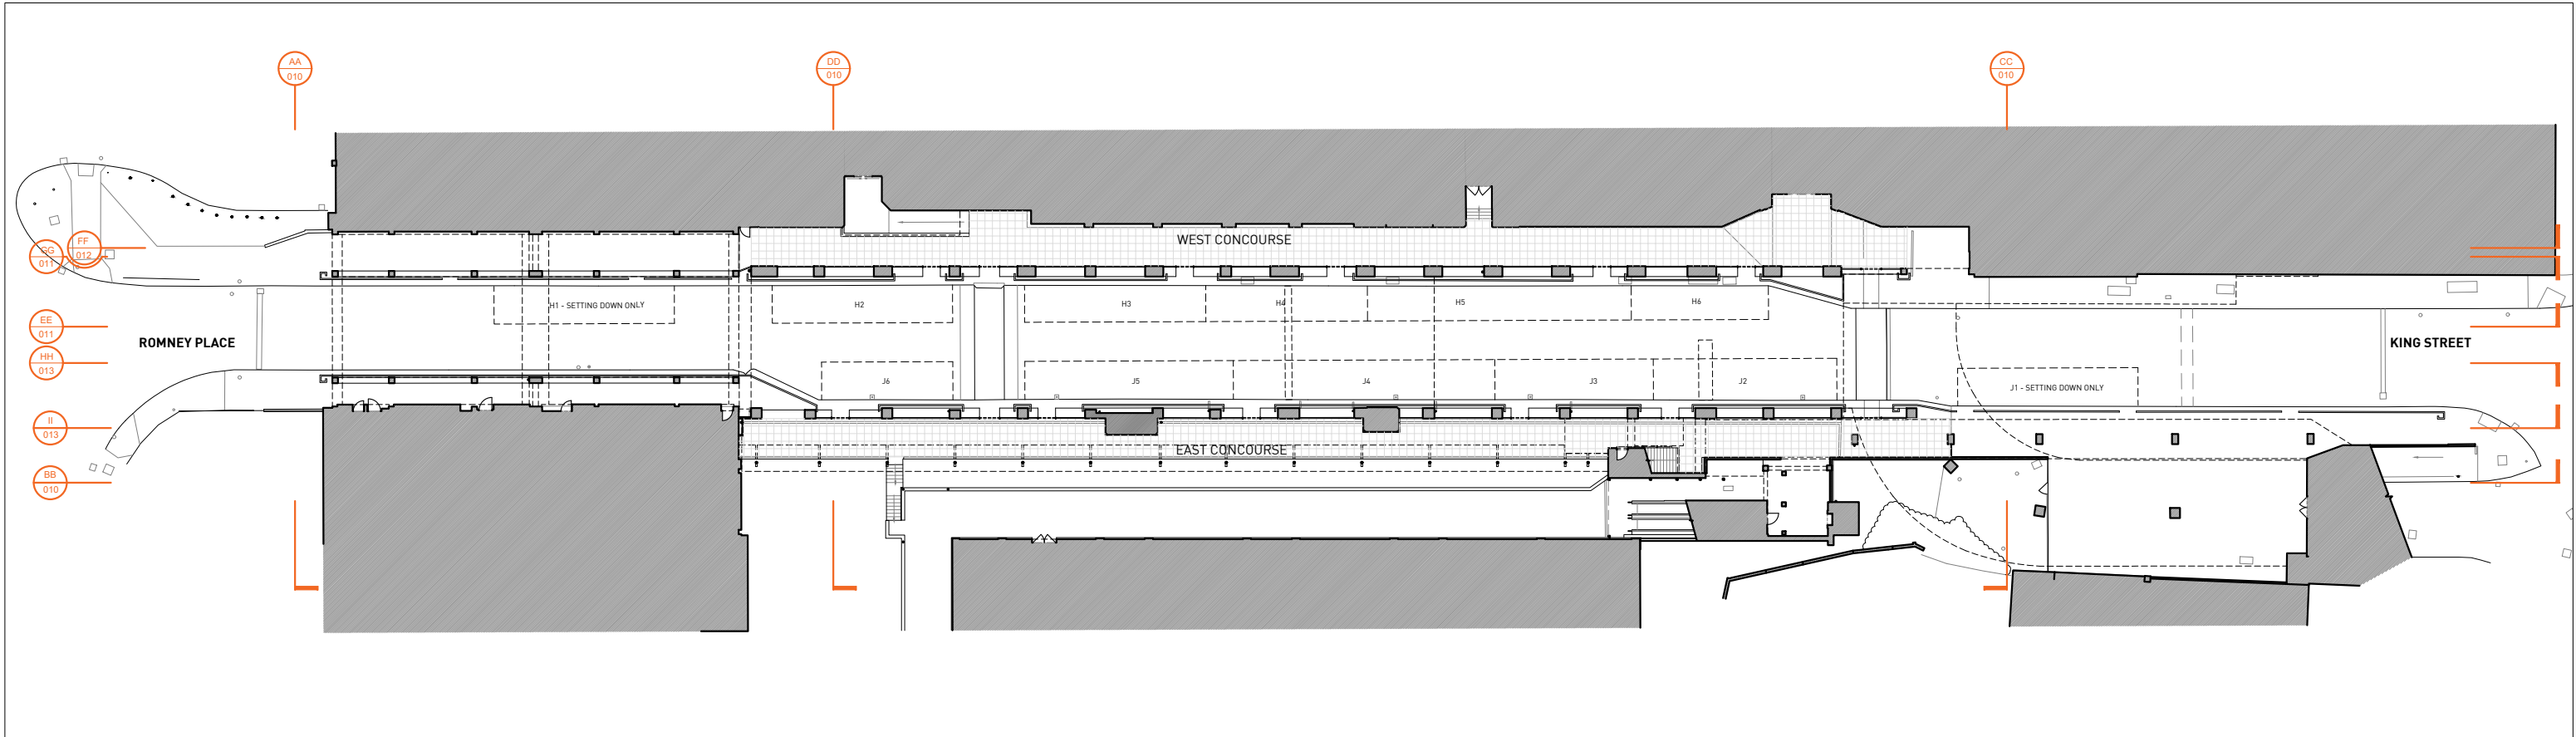 AA
010
DD
010
CC
010
WEST CONCOURSE
FF
012
GG
011
H1 - SETTING DOWN ONLY
H2
H3
H4
H5
H6
EE
011
ROMNEY PLACE
KING STREET
HH
013
J6
J5
J4
J3
J2
J1 - SETTING DOWN ONLY
II
013
EAST CONCOURSE
BB
010